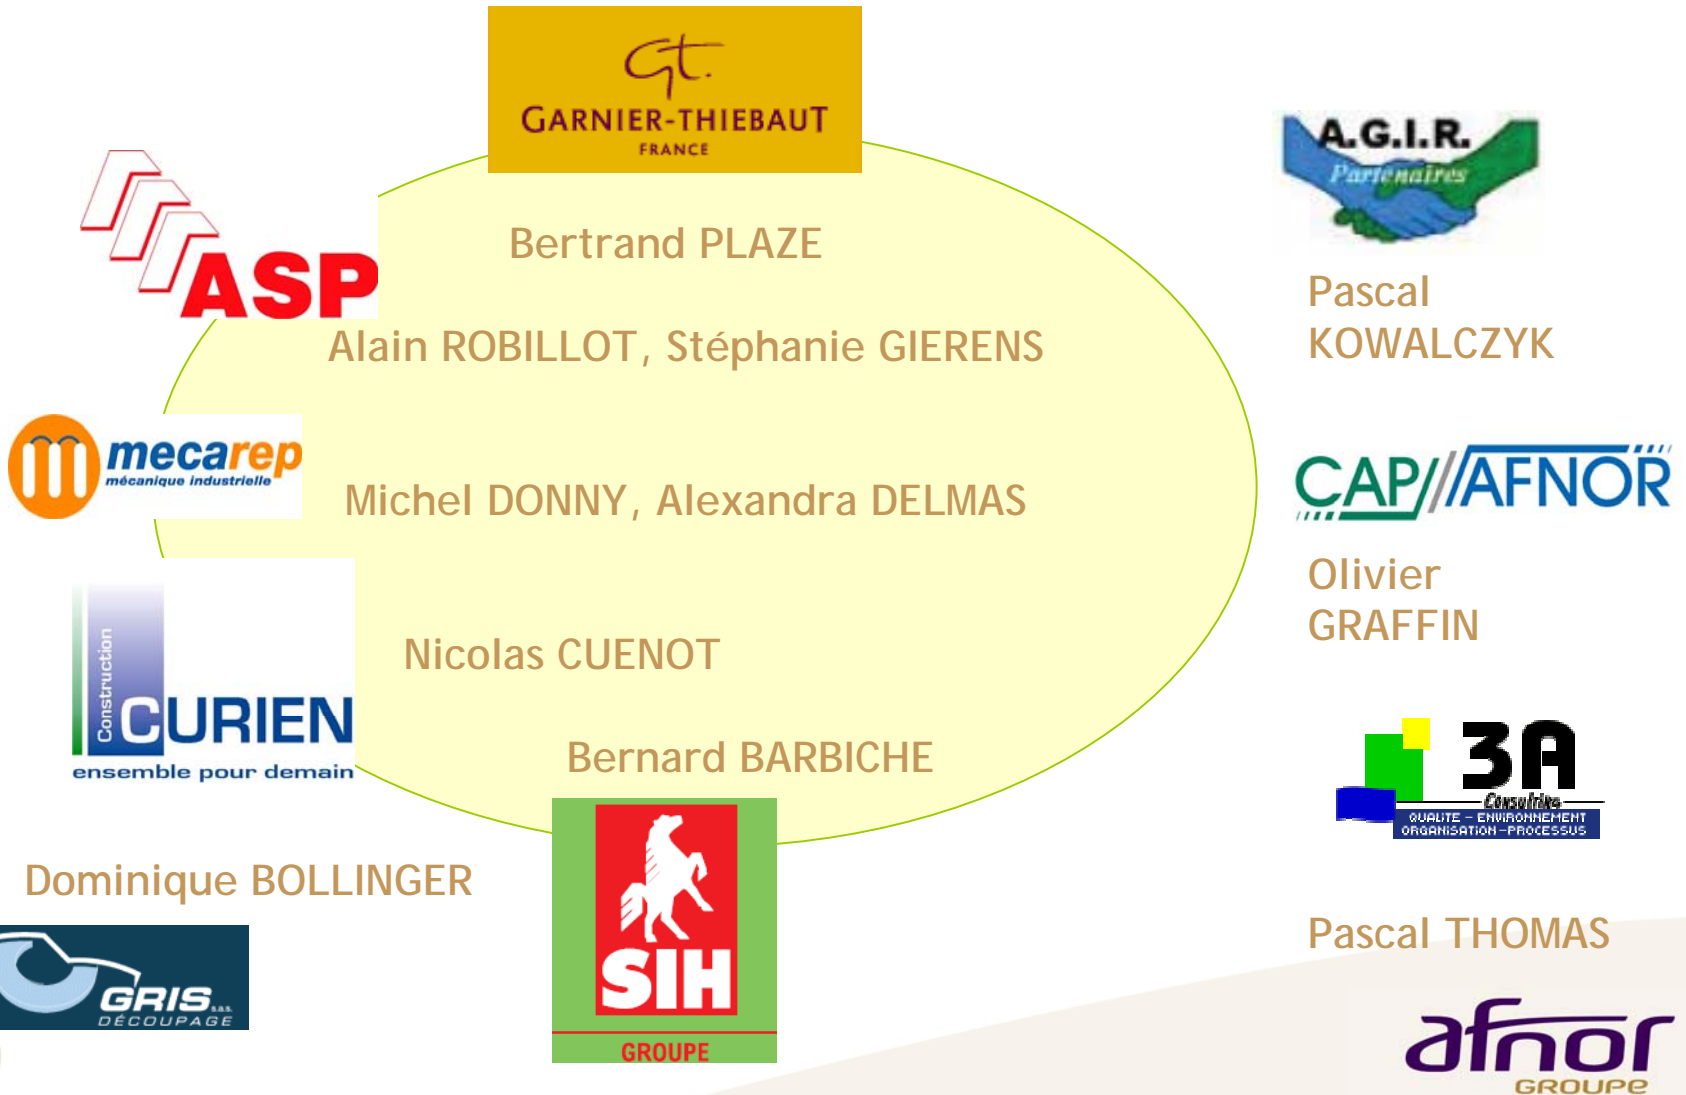 Gt.
GARNIER-THIEBAUT
FRANCE
Bertrand PLAZE
ASP
Alain ROBILLOT, Stéphanie GIERENS
mecarep
mécanique industrielle
Michel DONNY, Alexandra DELMAS
Construction
CURIEN
ensemble pour demain
Nicolas CUENOT
Bernard BARBICHE
SIH
GROUPE
Dominique BOLLINGER
GRIS s.a.s.
DÉCOUPAGE
A.G.I.R.
Partenaires
Pascal
KOWALCZYK
CAP//AFNOR
Olivier
GRAFFIN
3A
Consulting
QUALITE - ENVIRONNEMENT
ORGANISATION-PROCESSUS
Pascal THOMAS
afnor
GROUPE